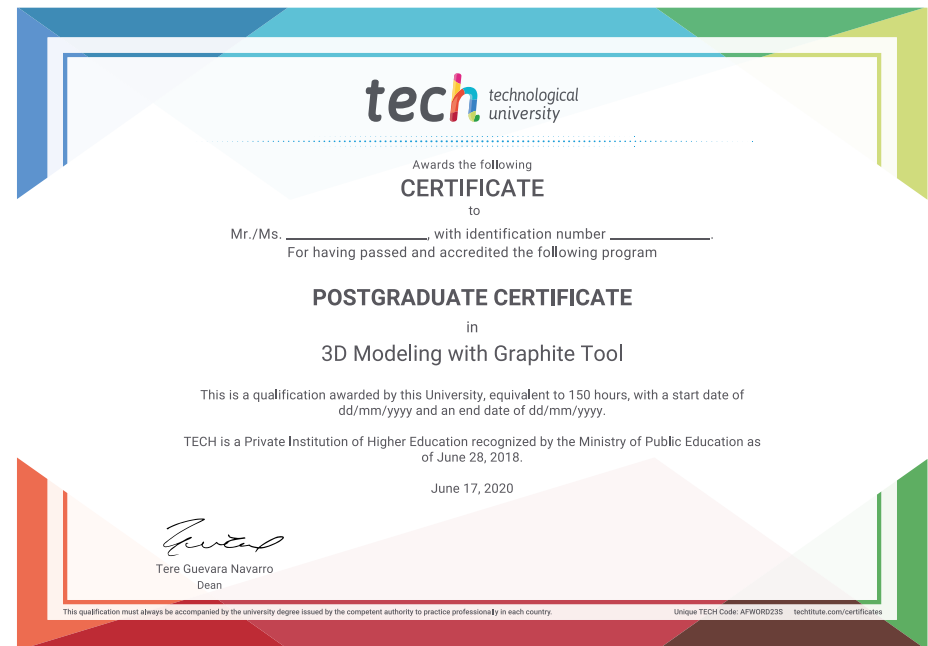 tech technological
university
Awards the following
CERTIFICATE
to
Mr./Ms. ____________________, with identification number ______________.
For having passed and accredited the following program
POSTGRADUATE CERTIFICATE
in
3D Modeling with Graphite Tool
This is a qualification awarded by this University, equivalent to 150 hours, with a start date of
dd/mm/yyyy and an end date of dd/mm/yyyy.
TECH is a Private Institution of Higher Education recognized by the Ministry of Public Education as
of June 28, 2018.
June 17, 2020
Tere Guevara Navarro
Dean
This qualification must always be accompanied by the university degree issued by the competent authority to practice professionally in each country.
Unique TECH Code: AFWORD23S techtitute.com/certificates